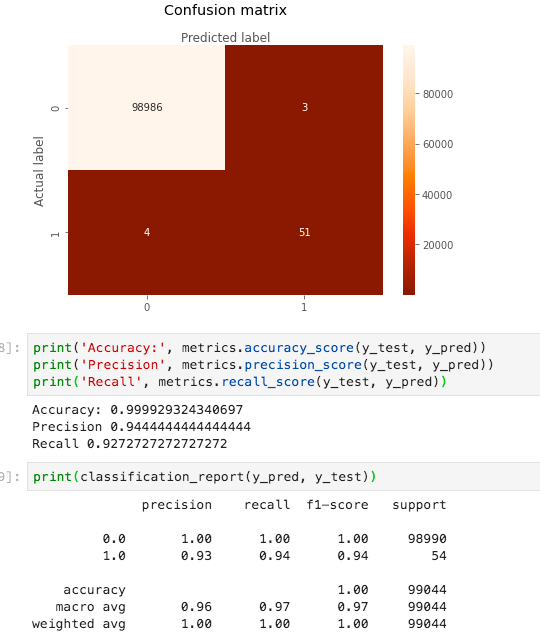 Confusion matrix
Predicted label
Actual label
0
98986
3
1
4
51
0
1
80000
60000
40000
20000
8]:
print('Accuracy:', metrics.accuracy_score(y_test, y_pred))
print('Precision', metrics.precision_score(y_test, y_pred))
print('Recall', metrics.recall_score(y_test, y_pred))
Accuracy: 0.999929324340697
Precision 0.9444444444444444
Recall 0.9272727272727272
9]:
print(classification_report(y_pred, y_test))
precision recall f1-score support
0.0 1.00 1.00 1.00 98990
1.0 0.93 0.94 0.94 54
accuracy 1.00 99044
macro avg 0.96 0.97 0.97 99044
weighted avg 1.00 1.00 1.00 99044